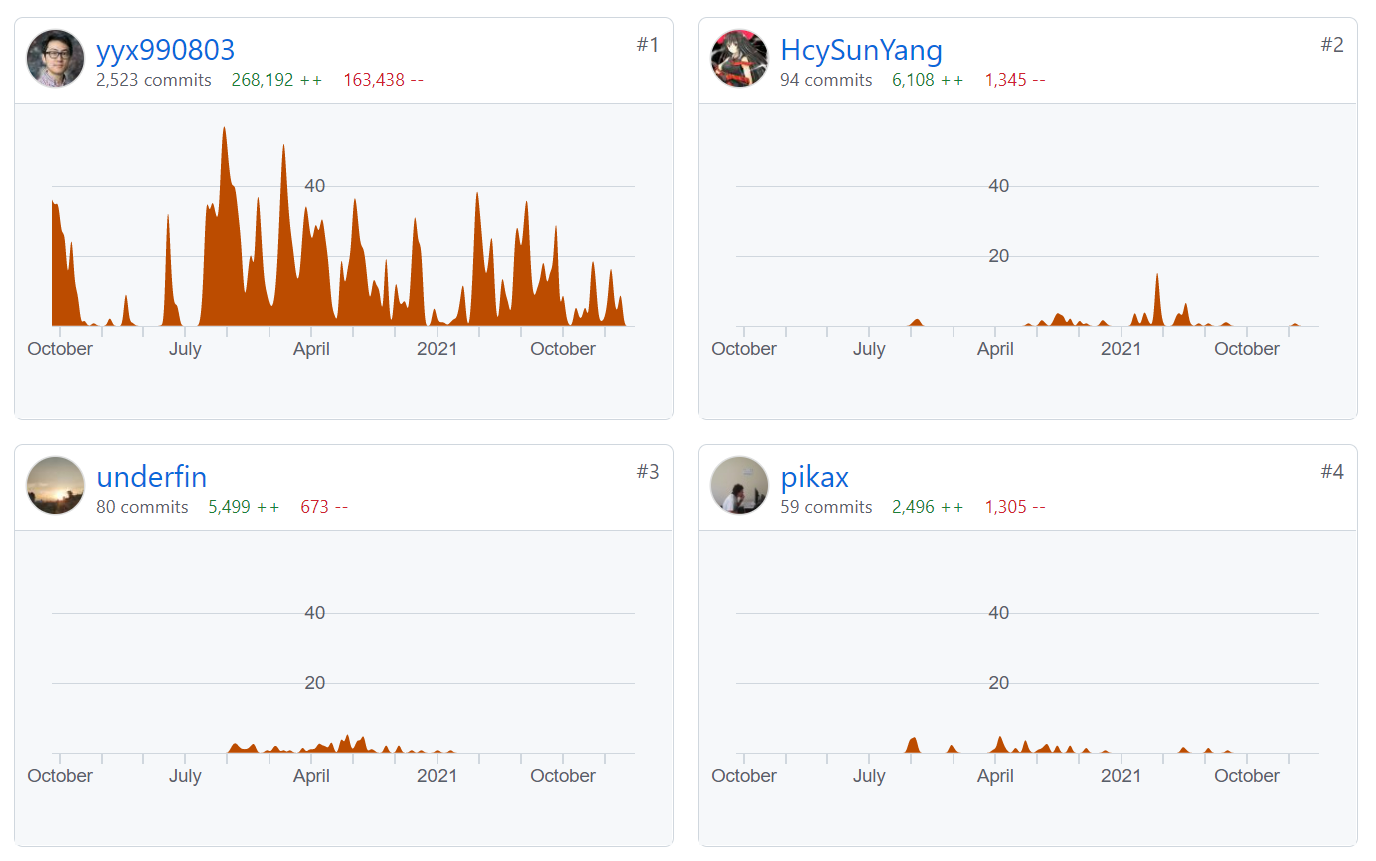 yyx990803 #1
2,523 commits 268,192 ++ 163,438 --
40
October July April 2021 October
HcySunYang #2
94 commits 6,108 ++ 1,345 --
40
20
October July April 2021 October
underfin #3
80 commits 5,499 ++ 673 --
40
20
October July April 2021 October
pikax #4
59 commits 2,496 ++ 1,305 --
40
20
October July April 2021 October